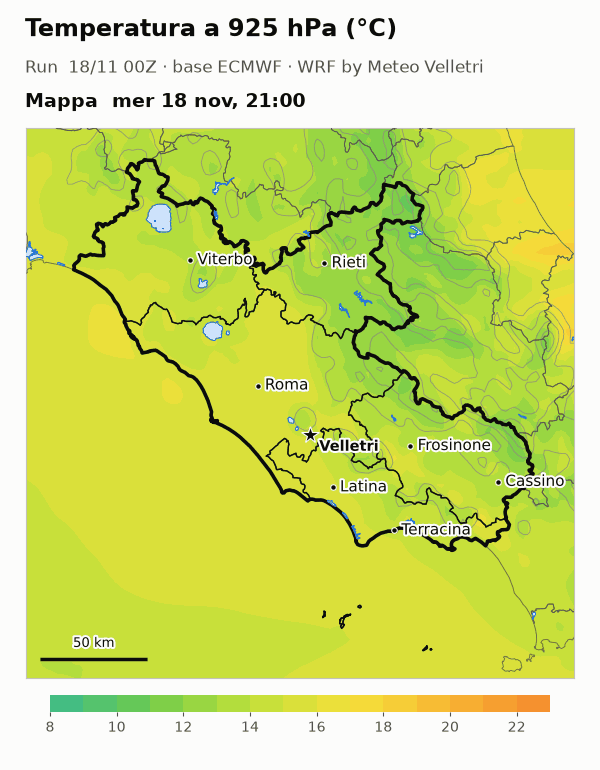 Temperatura a 925 hPa (°C)
Run  18/11 00Z · base ECMWF · WRF by Meteo Velletri
Mappa  mer 18 nov, 21:00
Viterbo
Rieti
Roma
Velletri
Frosinone
Cassino
Latina
Terracina
50 km
8 10 12 14 16 18 20 22